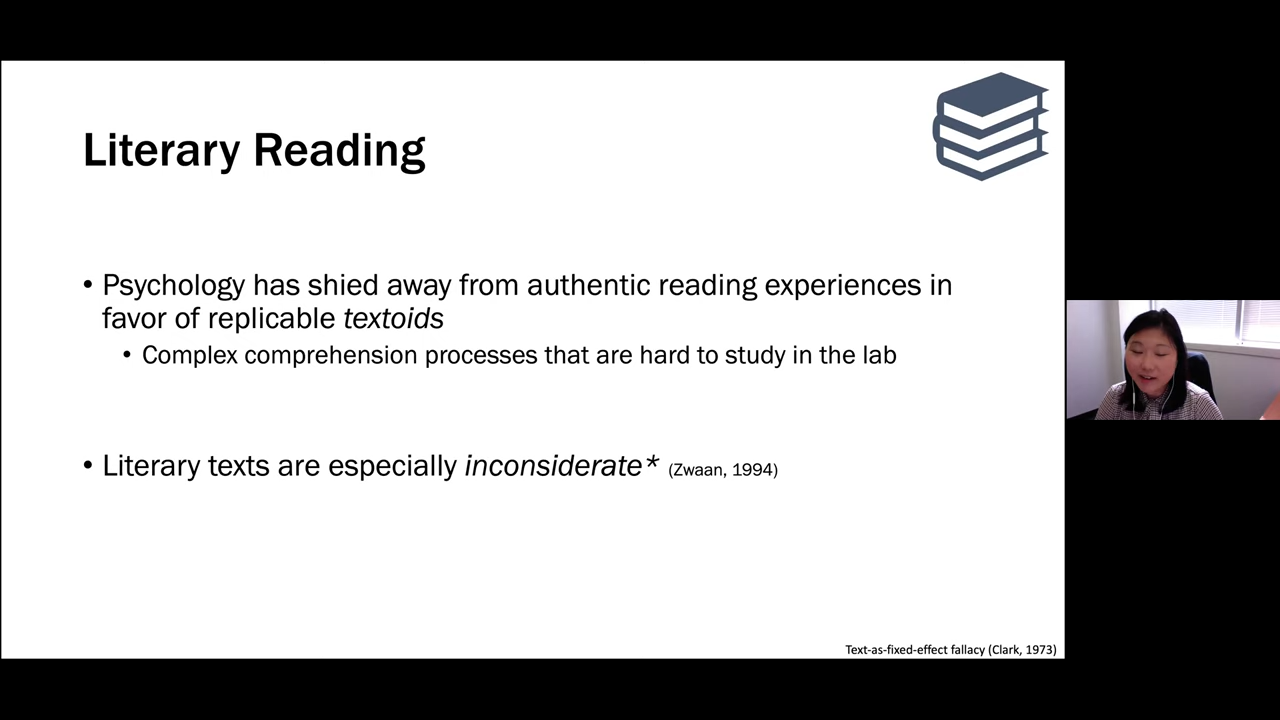 Literary Reading
• Psychology has shied away from authentic reading experiences in
favor of replicable textoids
• Complex comprehension processes that are hard to study in the lab
• Literary texts are especially inconsiderate* (Zwaan, 1994)
Text-as-fixed-effect fallacy (Clark, 1973)